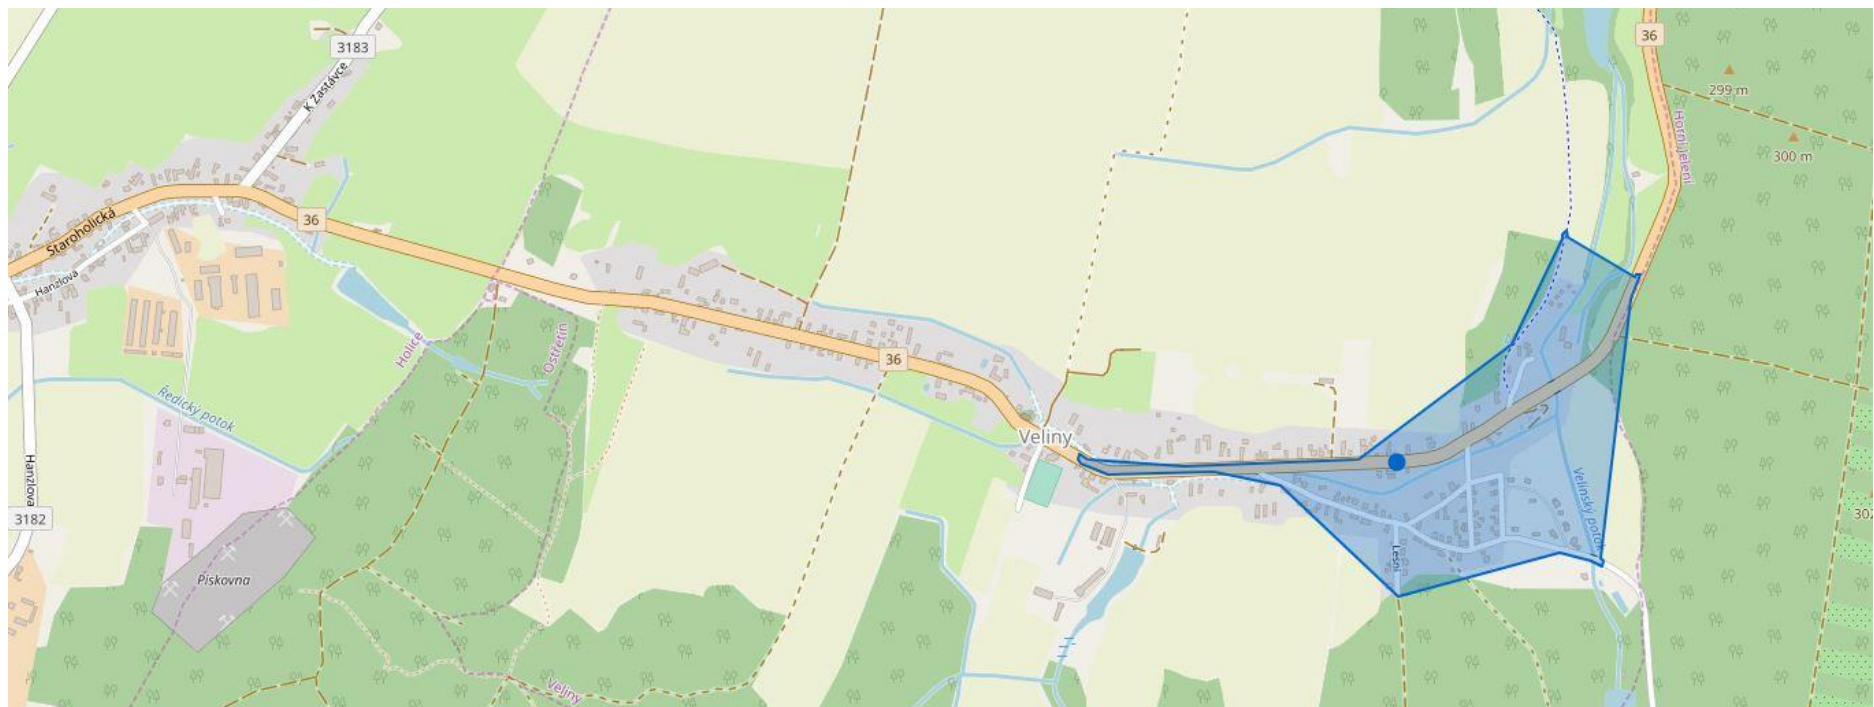 3183
36
K Zastávce
299 m
Horní Jelení
300 m
Staroholická
36
Hanzlova
Holice
Ostřetín
36
Ředický potok
Veliny
Hanzlova
Velinský potok
3182
Lesní
Pískovna
Veliny